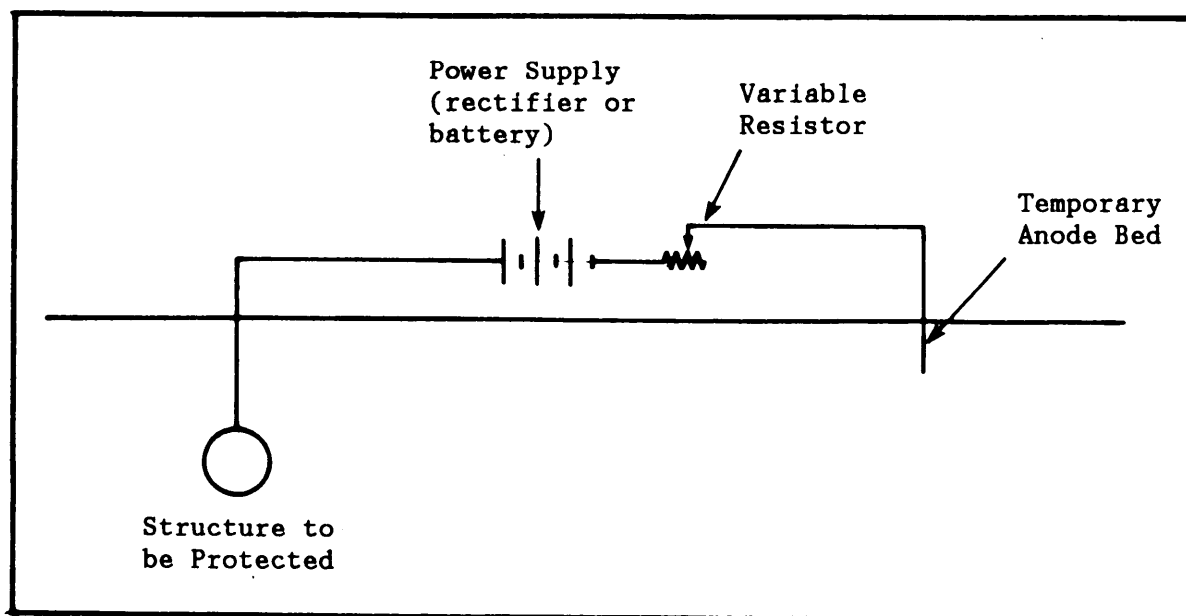 Power Supply
(rectifier or
battery)
Variable
Resistor
Temporary
Anode Bed
Structure to
be Protected